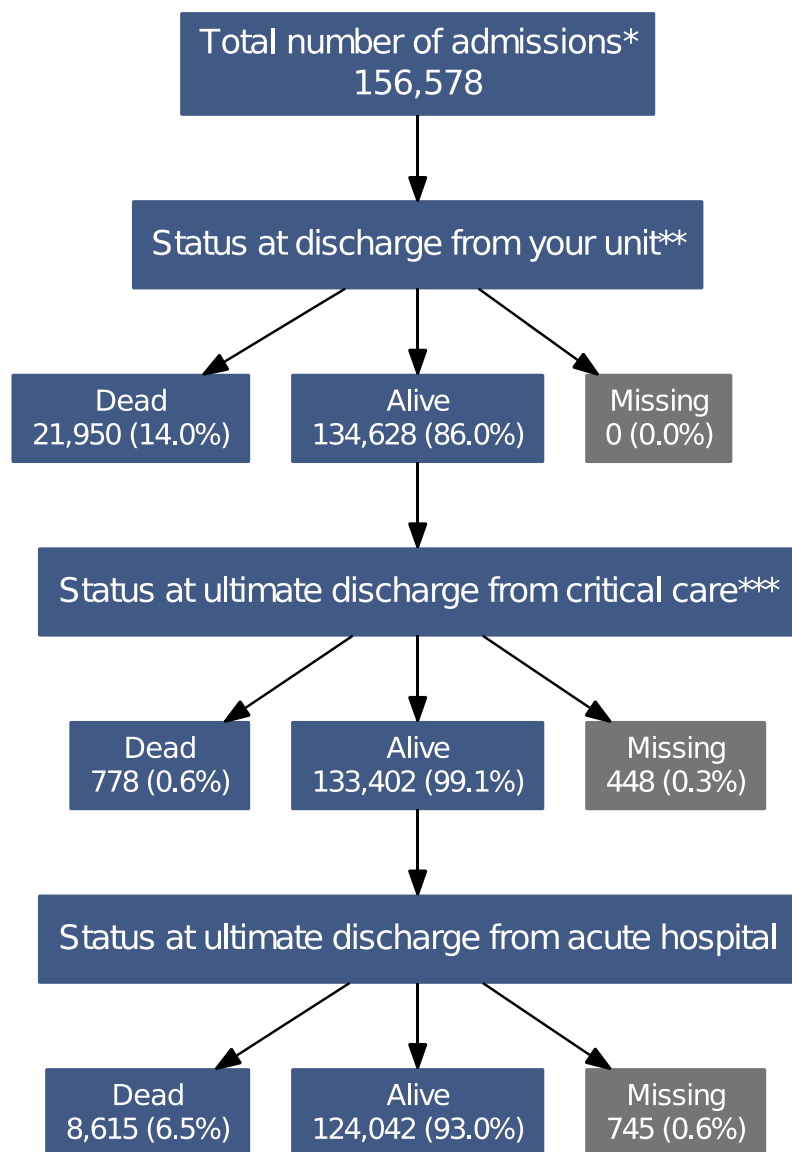 Total number of admissions*
156,578
Status at discharge from your unit**
Dead
21,950 (14.0%)
Alive
134,628 (86.0%)
Missing
0 (0.0%)
Status at ultimate discharge from critical care***
Dead
778 (0.6%)
Alive
133,402 (99.1%)
Missing
448 (0.3%)
Status at ultimate discharge from acute hospital
Dead
8,615 (6.5%)
Alive
124,042 (93.0%)
Missing
745 (0.6%)